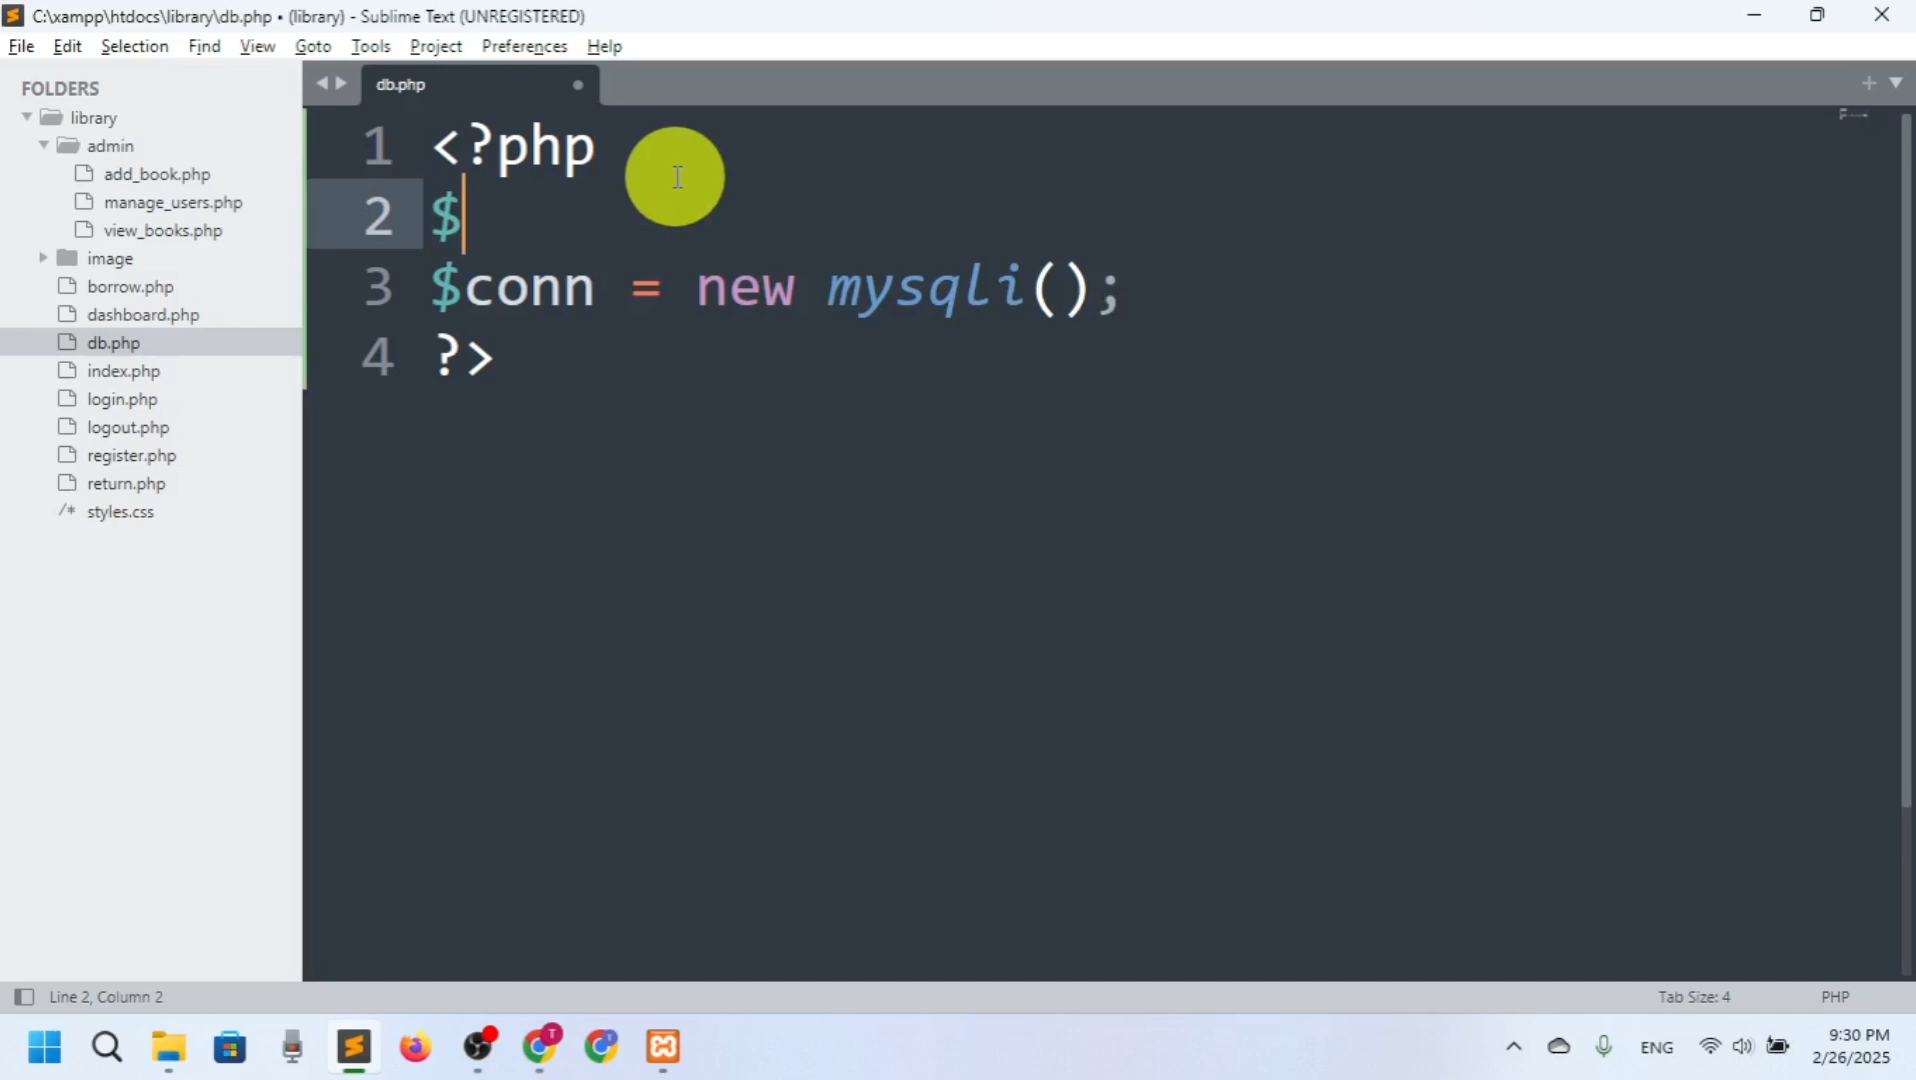 C:\xampp\htdocs\library\db.php • (library) - Sublime Text (UNREGISTERED)
File Edit Selection Find View Goto Tools Project Preferences Help
FOLDERS
library
admin
add_book.php
manage_users.php
view_books.php
image
borrow.php
dashboard.php
db.php
index.php
login.php
logout.php
register.php
return.php
/* styles.css
db.php
1 <?php
2 $
3 $conn = new mysqli();
4 ?>
Line 2, Column 2
Tab Size: 4
PHP
T
ENG
9:30 PM
2/26/2025